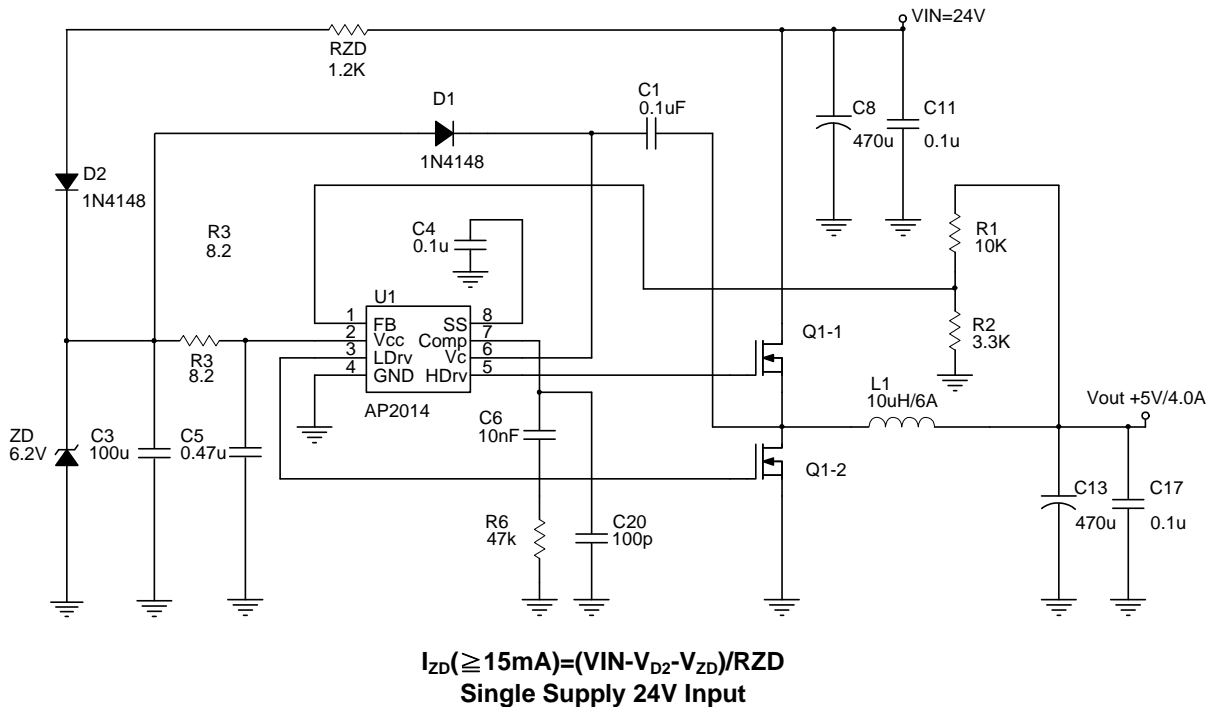 VIN=24V
RZD
1.2K
C1
0.1uF
D1
1N4148
C8
470u
C11
0.1u
D2
1N4148
R3
8.2
C4
0.1u
R1
10K
U1
1 FB SS 8
2 Vcc Comp 7
3 LDrv Vc 6
4 GND HDrv 5
AP2014
R3
8.2
Q1-1
R2
3.3K
L1
10uH/6A
Vout +5V/4.0A
ZD
6.2V
C3
100u
C5
0.47u
C6
10nF
Q1-2
C13
470u
C17
0.1u
R6
47k
C20
100p
I_ZD(≧15mA)=(VIN-V_D2-V_ZD)/RZD
Single Supply 24V Input